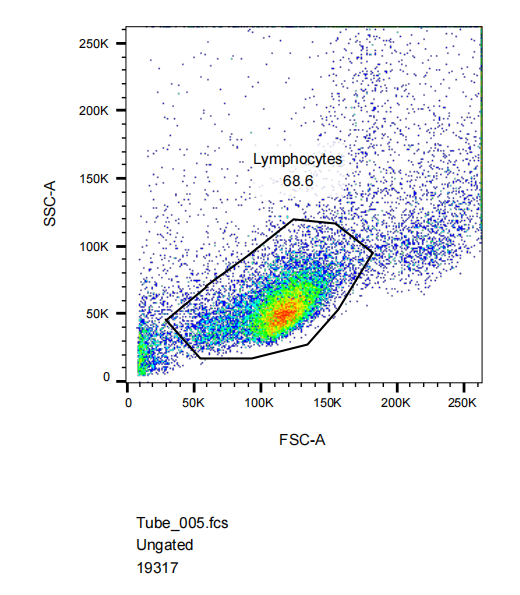 250K
200K
150K
100K
50K
0
SSC-A
Lymphocytes
68.6
0 50K 100K 150K 200K 250K
FSC-A
Tube_005.fcs
Ungated
19317